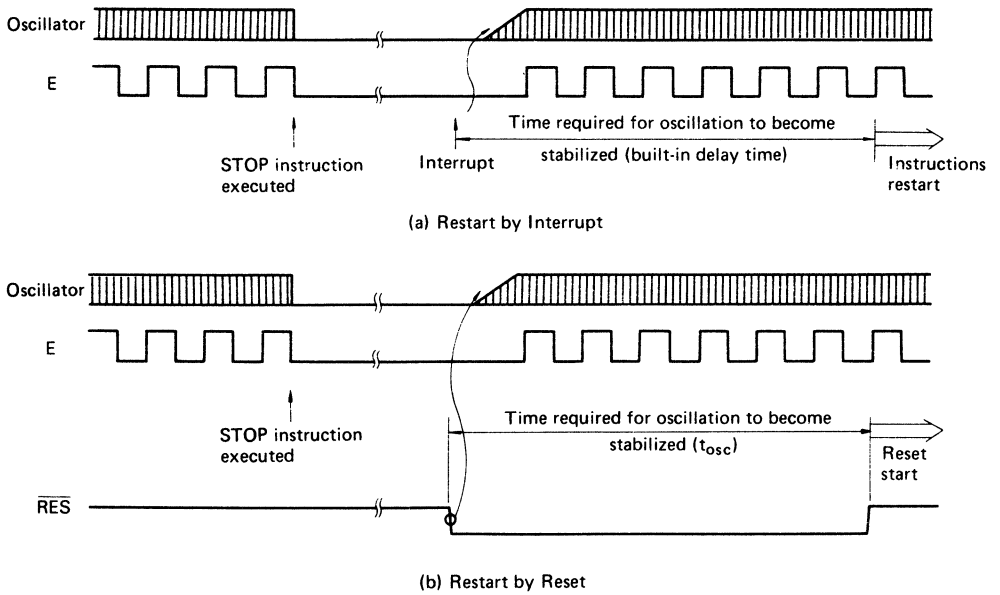 Oscillator
E
Time required for oscillation to become
stabilized (built-in delay time)
STOP instruction
executed
Interrupt
Instructions
restart
(a) Restart by Interrupt
Oscillator
E
Time required for oscillation to become
stabilized (tosc)
STOP instruction
executed
Reset
start
RES
(b) Restart by Reset